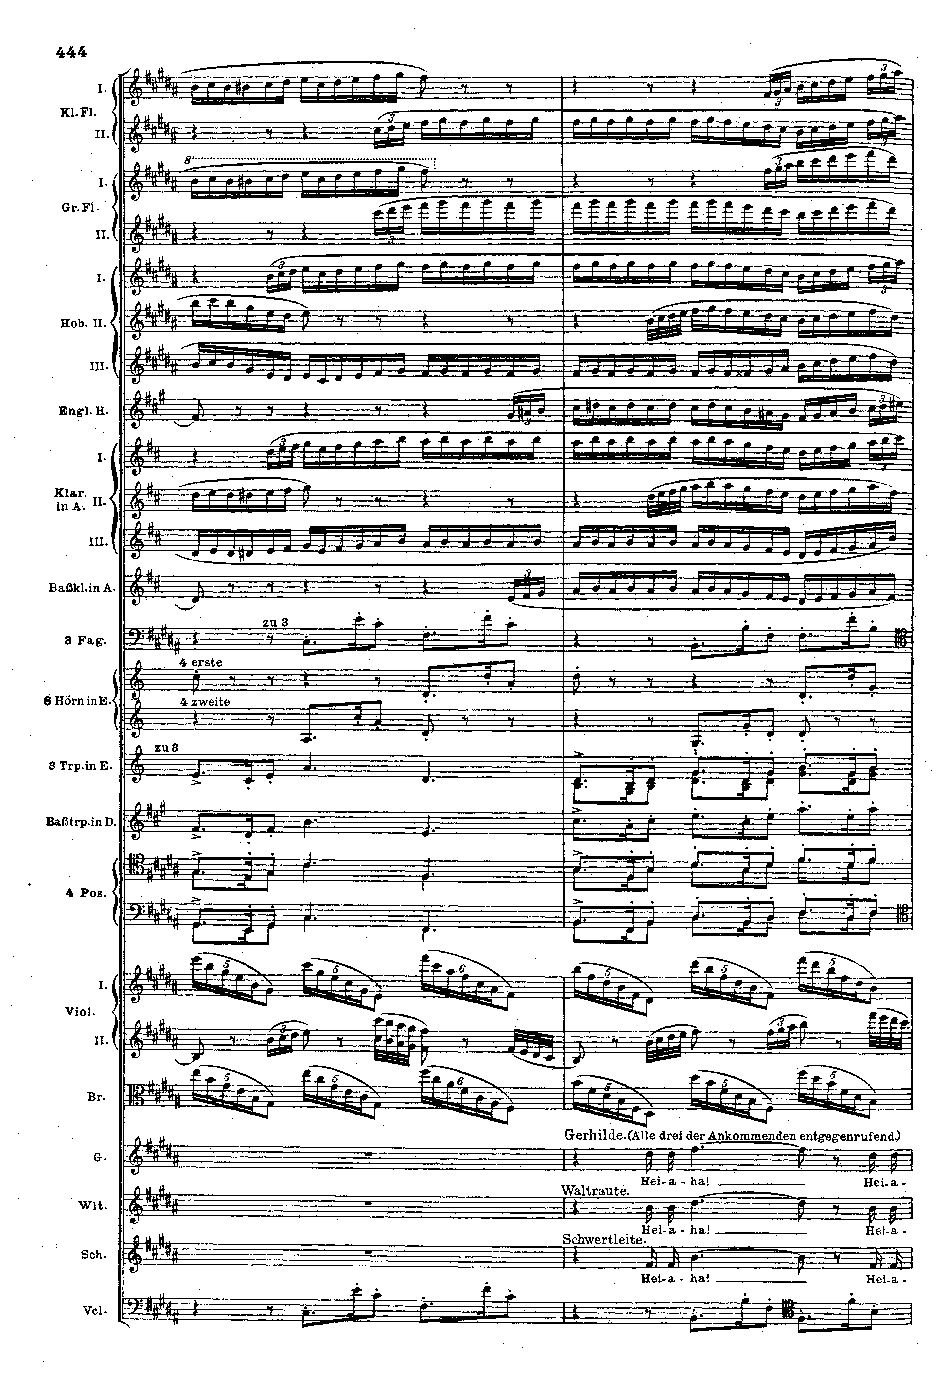 444
I.
Kl. Fl.
II.
8
I.
Gr. Fl.
II.
I.
Hob. II.
III.
Engl. H.
I.
Klar. in A. II.
III.
Baßkl. in A.
zu 3
3 Fag.
4 erste
8 Hörn in E.
4 zweite
zu 3
3 Trp. in E.
Baßtrp. in D.
4 Pos.
I.
Viol.
II.
Br.
Gerhilde. (Alle drei der Ankommenden entgegenrufend.)
G.
Hei-a-ha! Hei-a-
Waltraute.
Wlt.
Hei-a-ha! Hei-a-
Schwertleite.
Sch.
Hei-a-ha! Hei-a-
Vcl.